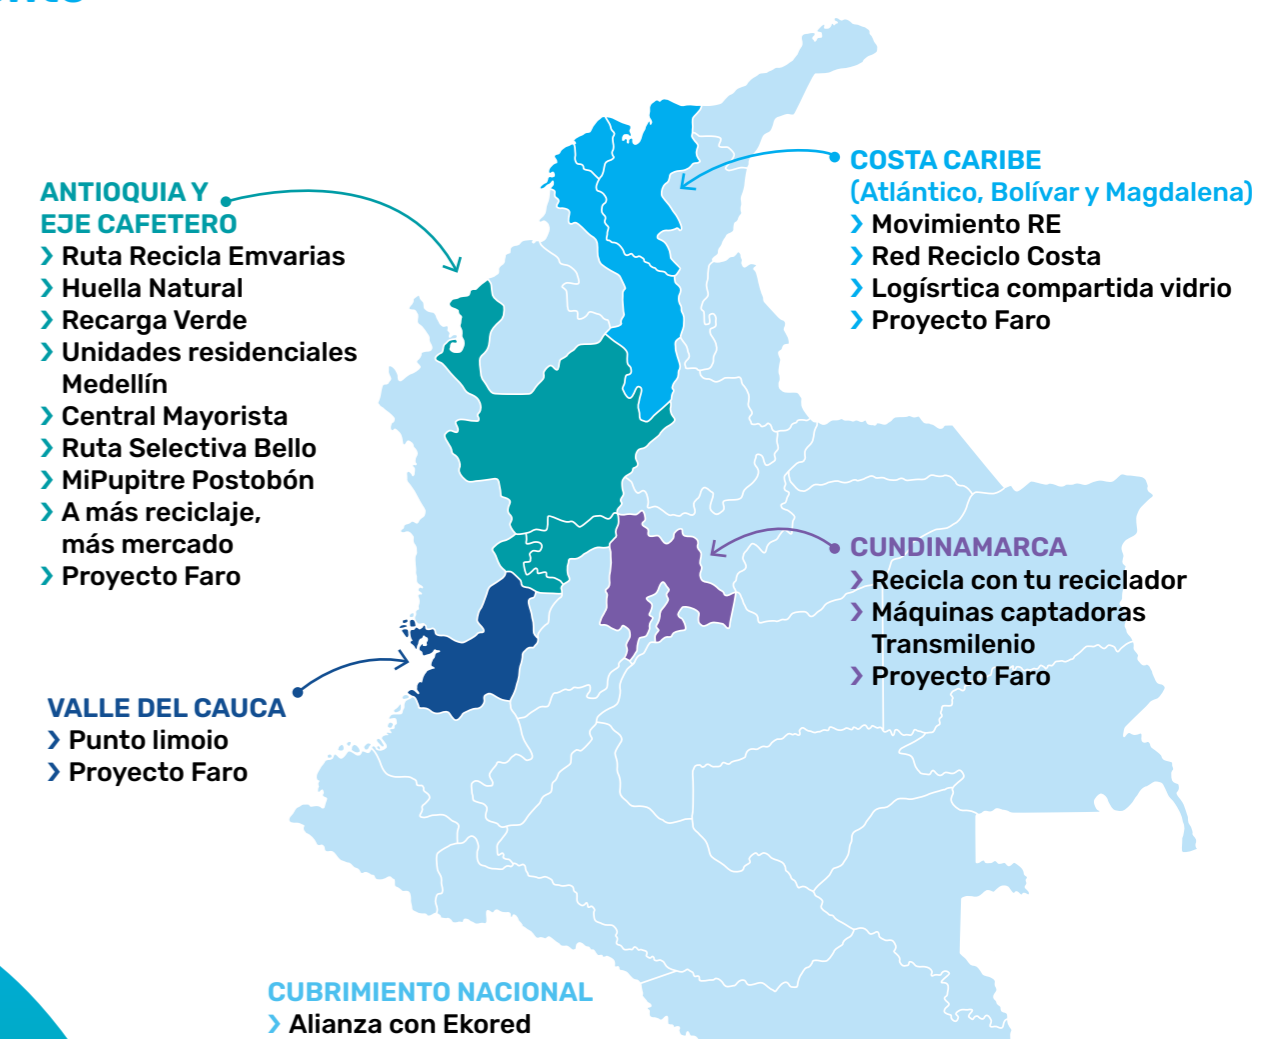 ANTIOQUIA Y
EJE CAFETERO
› Ruta Recicla Emvarias
› Huella Natural
› Recarga Verde
› Unidades residenciales
Medellín
› Central Mayorista
› Ruta Selectiva Bello
› MiPupitre Postobón
› A más reciclaje,
más mercado
› Proyecto Faro
COSTA CARIBE
(Atlántico, Bolívar y Magdalena)
› Movimiento RE
› Red Reciclo Costa
› Logísrtica compartida vidrio
› Proyecto Faro
CUNDINAMARCA
› Recicla con tu reciclador
› Máquinas captadoras
Transmilenio
› Proyecto Faro
VALLE DEL CAUCA
› Punto limoio
› Proyecto Faro
CUBRIMIENTO NACIONAL
› Alianza con Ekored